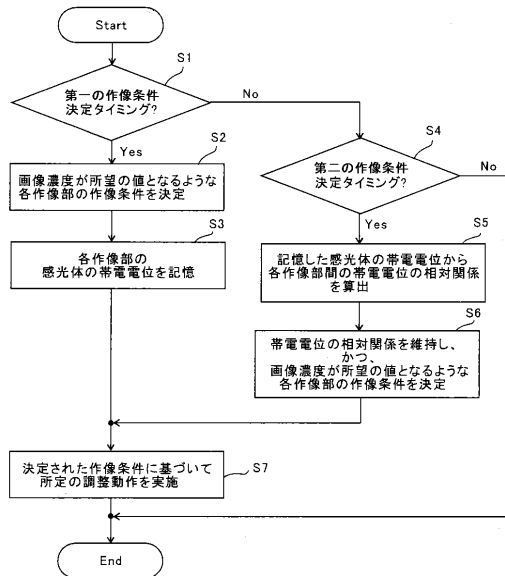 Start
S1
第一の作像条件
決定タイミング?
No
Yes
S2
画像濃度が所望の値となるような
各作像部の作像条件を決定
S3
各作像部の
感光体の帯電電位を記憶
S4
第二の作像条件
決定タイミング?
No
Yes
S5
記憶した感光体の帯電電位から
各作像部間の帯電電位の相対関係
を算出
S6
帯電電位の相対関係を維持し、
かつ、
画像濃度が所望の値となるような
各作像部の作像条件を決定
決定された作像条件に基づいて
所定の調整動作を実施
S7
End